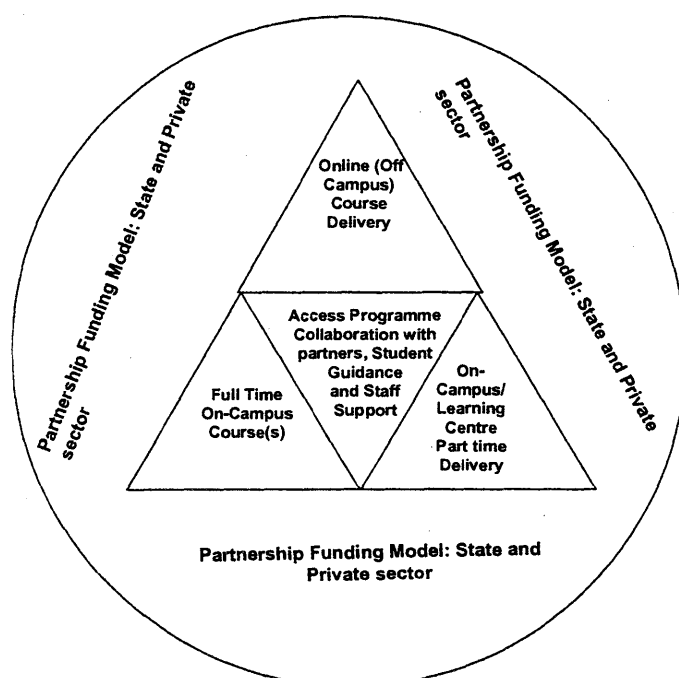 Partnership Funding Model: State and Private
sector
Partnership Funding Model: State and Private
sector
Online (Off
Campus)
Course
Delivery
Access Programme
Collaboration with
partners, Student
Guidance
and Staff
Support
Full Time
On-Campus
Course(s)
On-
Campus/
Learning
Centre
Part time
Delivery
Partnership Funding Model: State and
Private sector